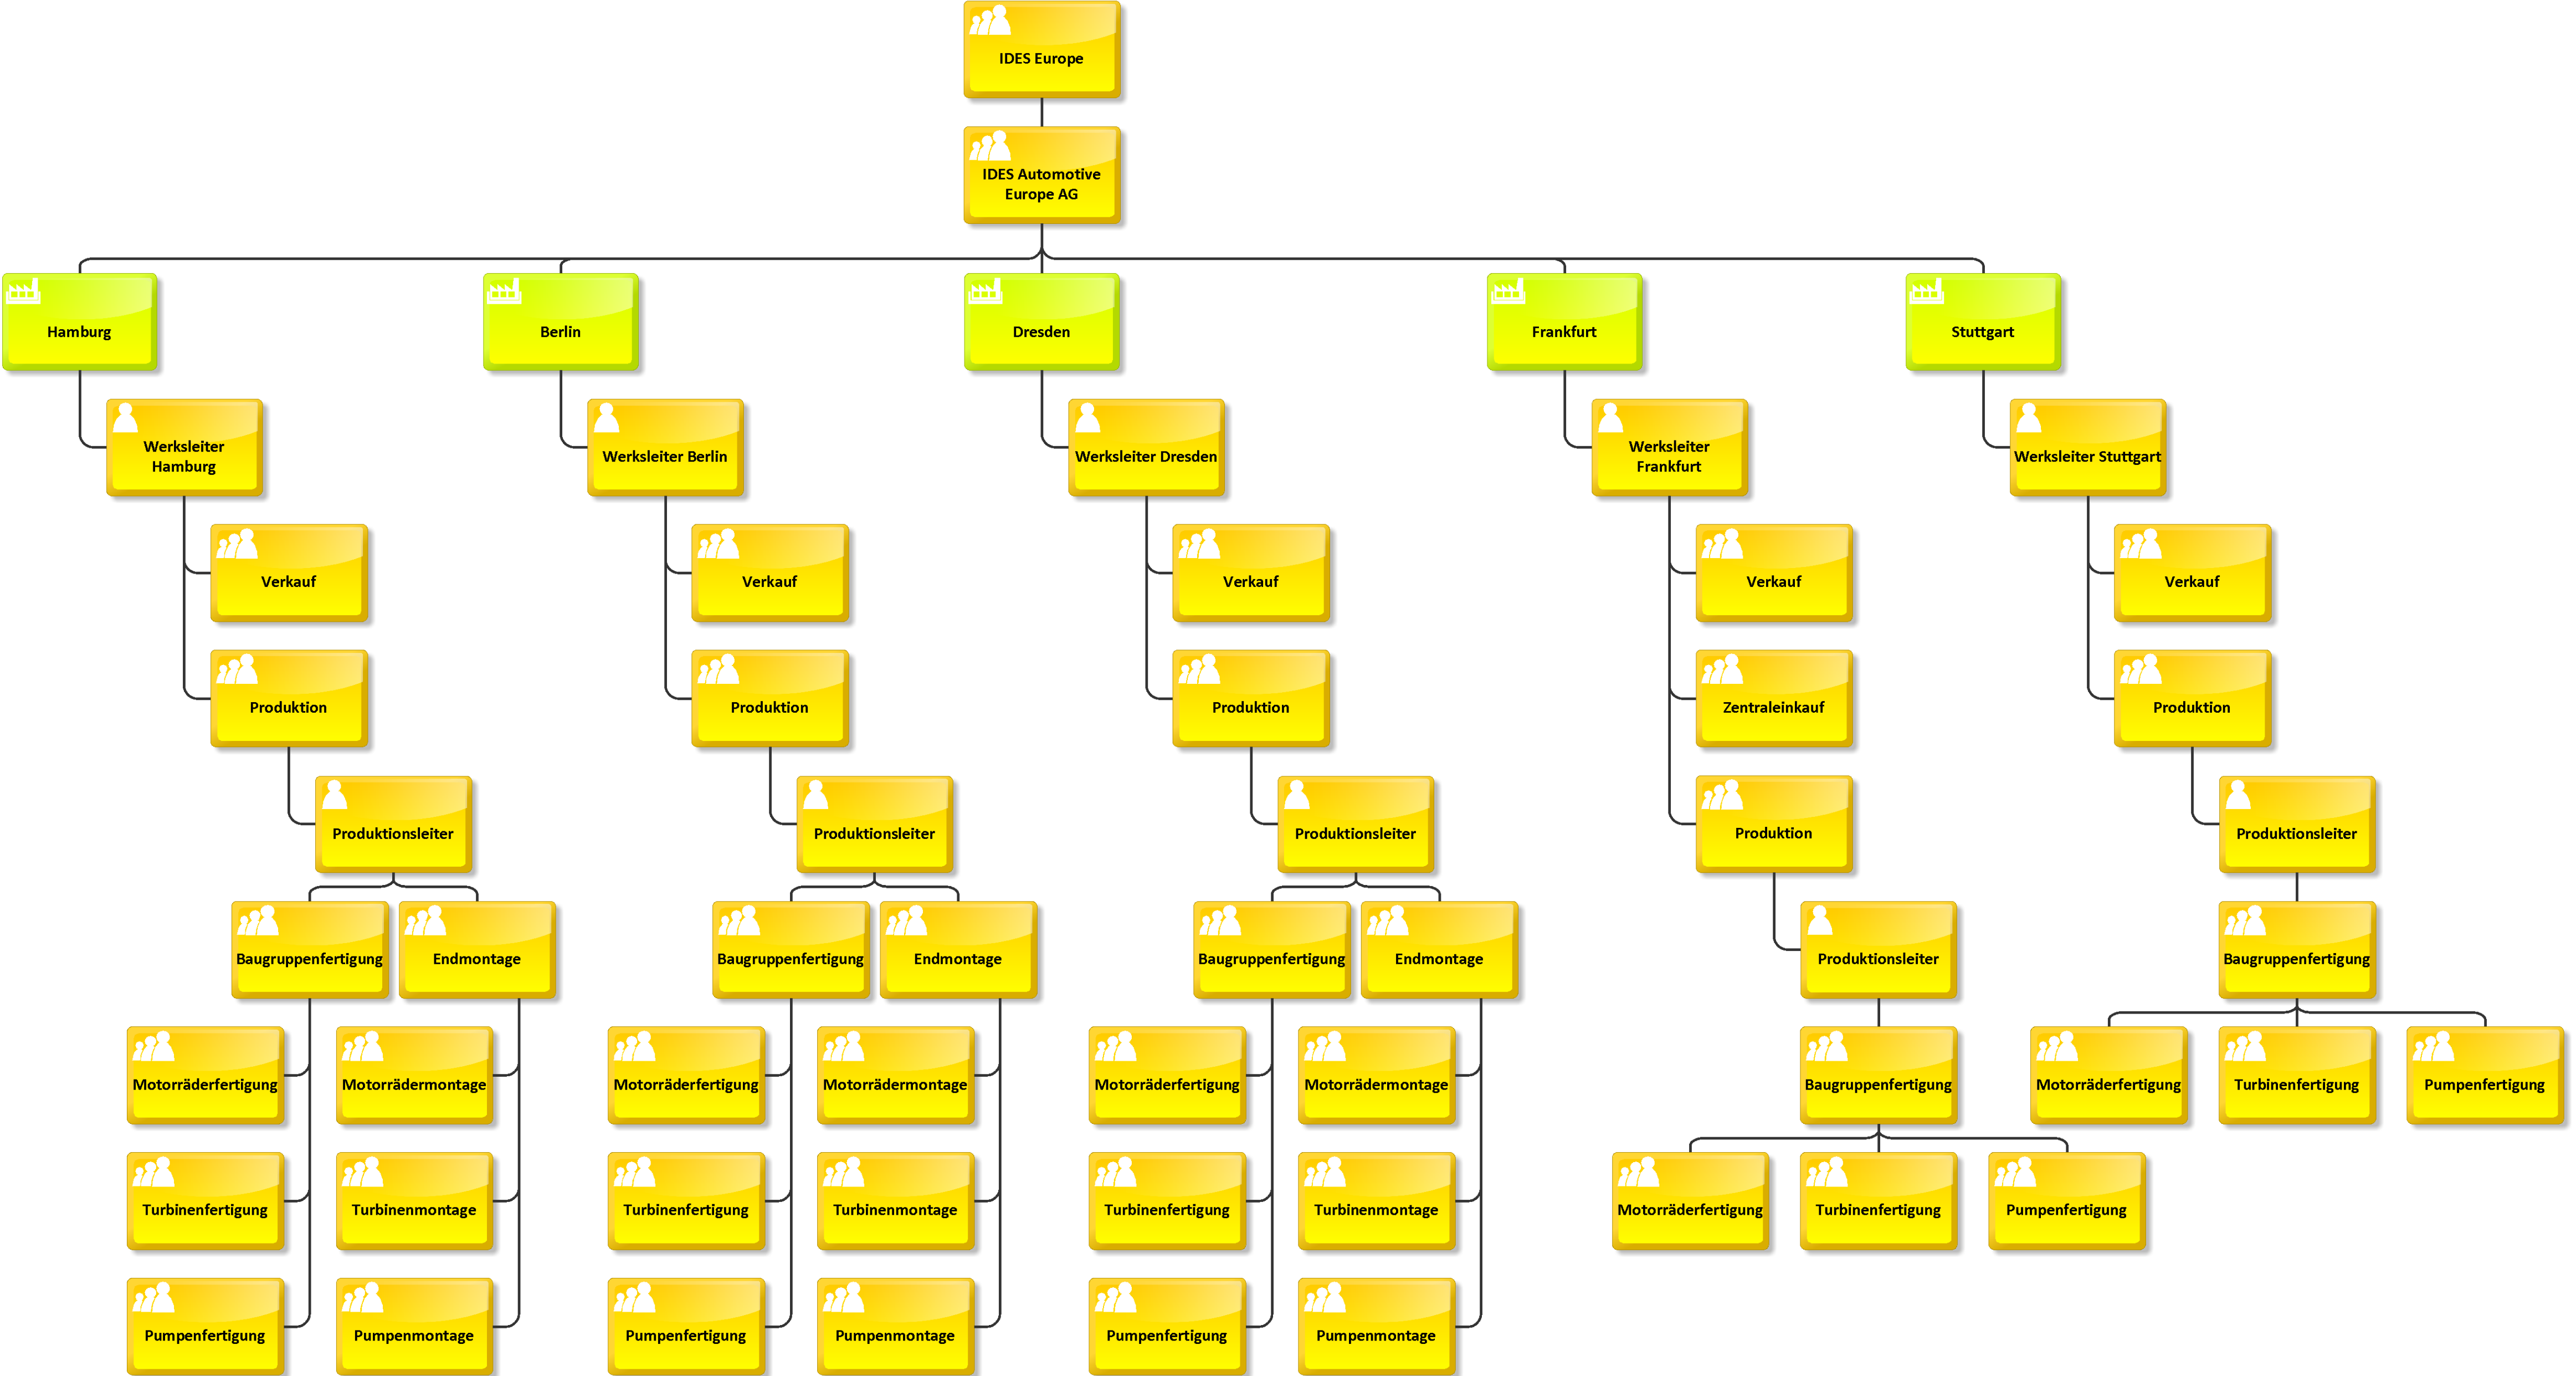 IDES Europe
IDES Automotive
Europe AG
Hamburg
Berlin
Dresden
Frankfurt
Stuttgart
Werksleiter
Hamburg
Werksleiter Berlin
Werksleiter Dresden
Werksleiter
Frankfurt
Werksleiter Stuttgart
Verkauf
Verkauf
Verkauf
Verkauf
Verkauf
Produktion
Produktion
Produktion
Zentraleinkauf
Produktion
Produktionsleiter
Produktionsleiter
Produktionsleiter
Produktion
Produktionsleiter
Baugruppenfertigung
Endmontage
Baugruppenfertigung
Endmontage
Baugruppenfertigung
Endmontage
Produktionsleiter
Baugruppenfertigung
Motorräderfertigung
Motorrädermontage
Motorräderfertigung
Motorrädermontage
Motorräderfertigung
Motorrädermontage
Baugruppenfertigung
Motorräderfertigung
Turbinenfertigung
Pumpenfertigung
Turbinenfertigung
Turbinenmontage
Turbinenfertigung
Turbinenmontage
Turbinenfertigung
Turbinenmontage
Motorräderfertigung
Turbinenfertigung
Pumpenfertigung
Pumpenfertigung
Pumpenmontage
Pumpenfertigung
Pumpenmontage
Pumpenfertigung
Pumpenmontage